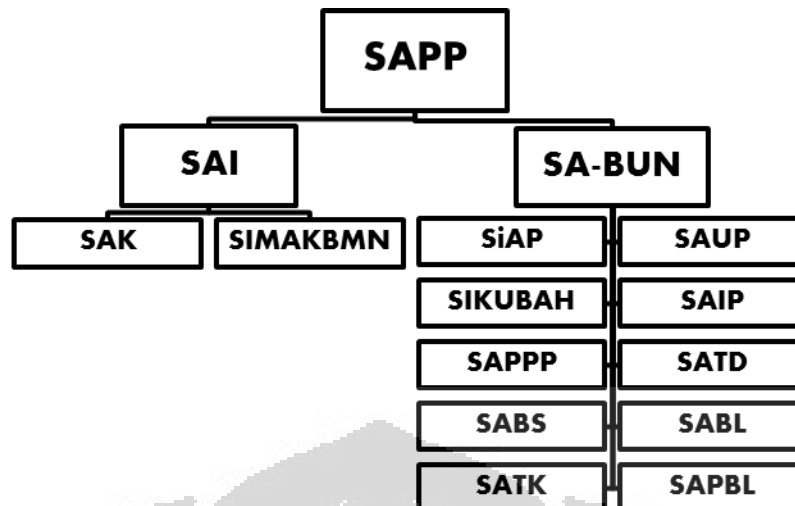 SAPP
SAI
SA-BUN
SAK
SIMAKBMN
SiAP
SAUP
SIKUBAH
SAIP
SAPPP
SATD
SABS
SABL
SATK
SAPBL